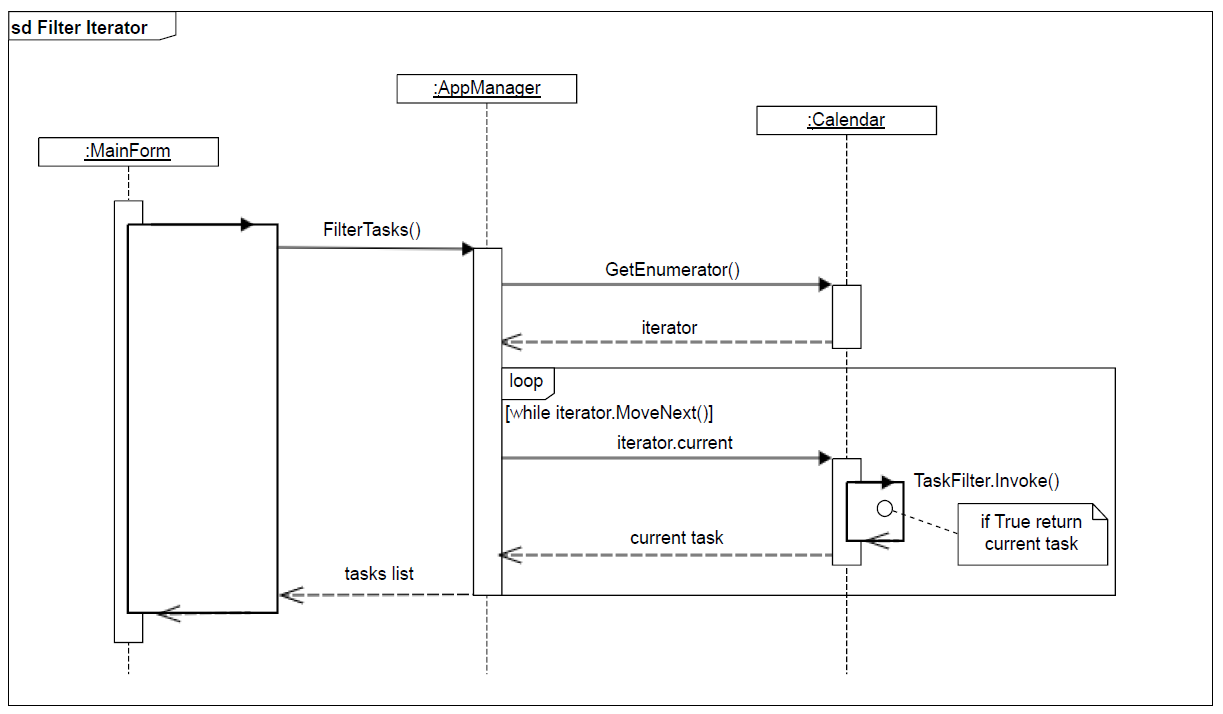 sd Filter Iterator
:AppManager
:Calendar
:MainForm
FilterTasks()
GetEnumerator()
iterator
loop
[while iterator.MoveNext()]
iterator.current
TaskFilter.Invoke()
if True return
current task
current task
tasks list